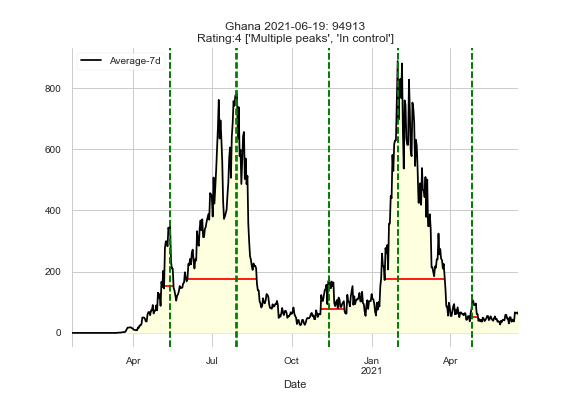 Ghana 2021-06-19: 94913
Rating:4 ['Multiple peaks', 'In control']
Average-7d
800
600
400
200
0
Apr Jul Oct Jan Apr
2021
Date